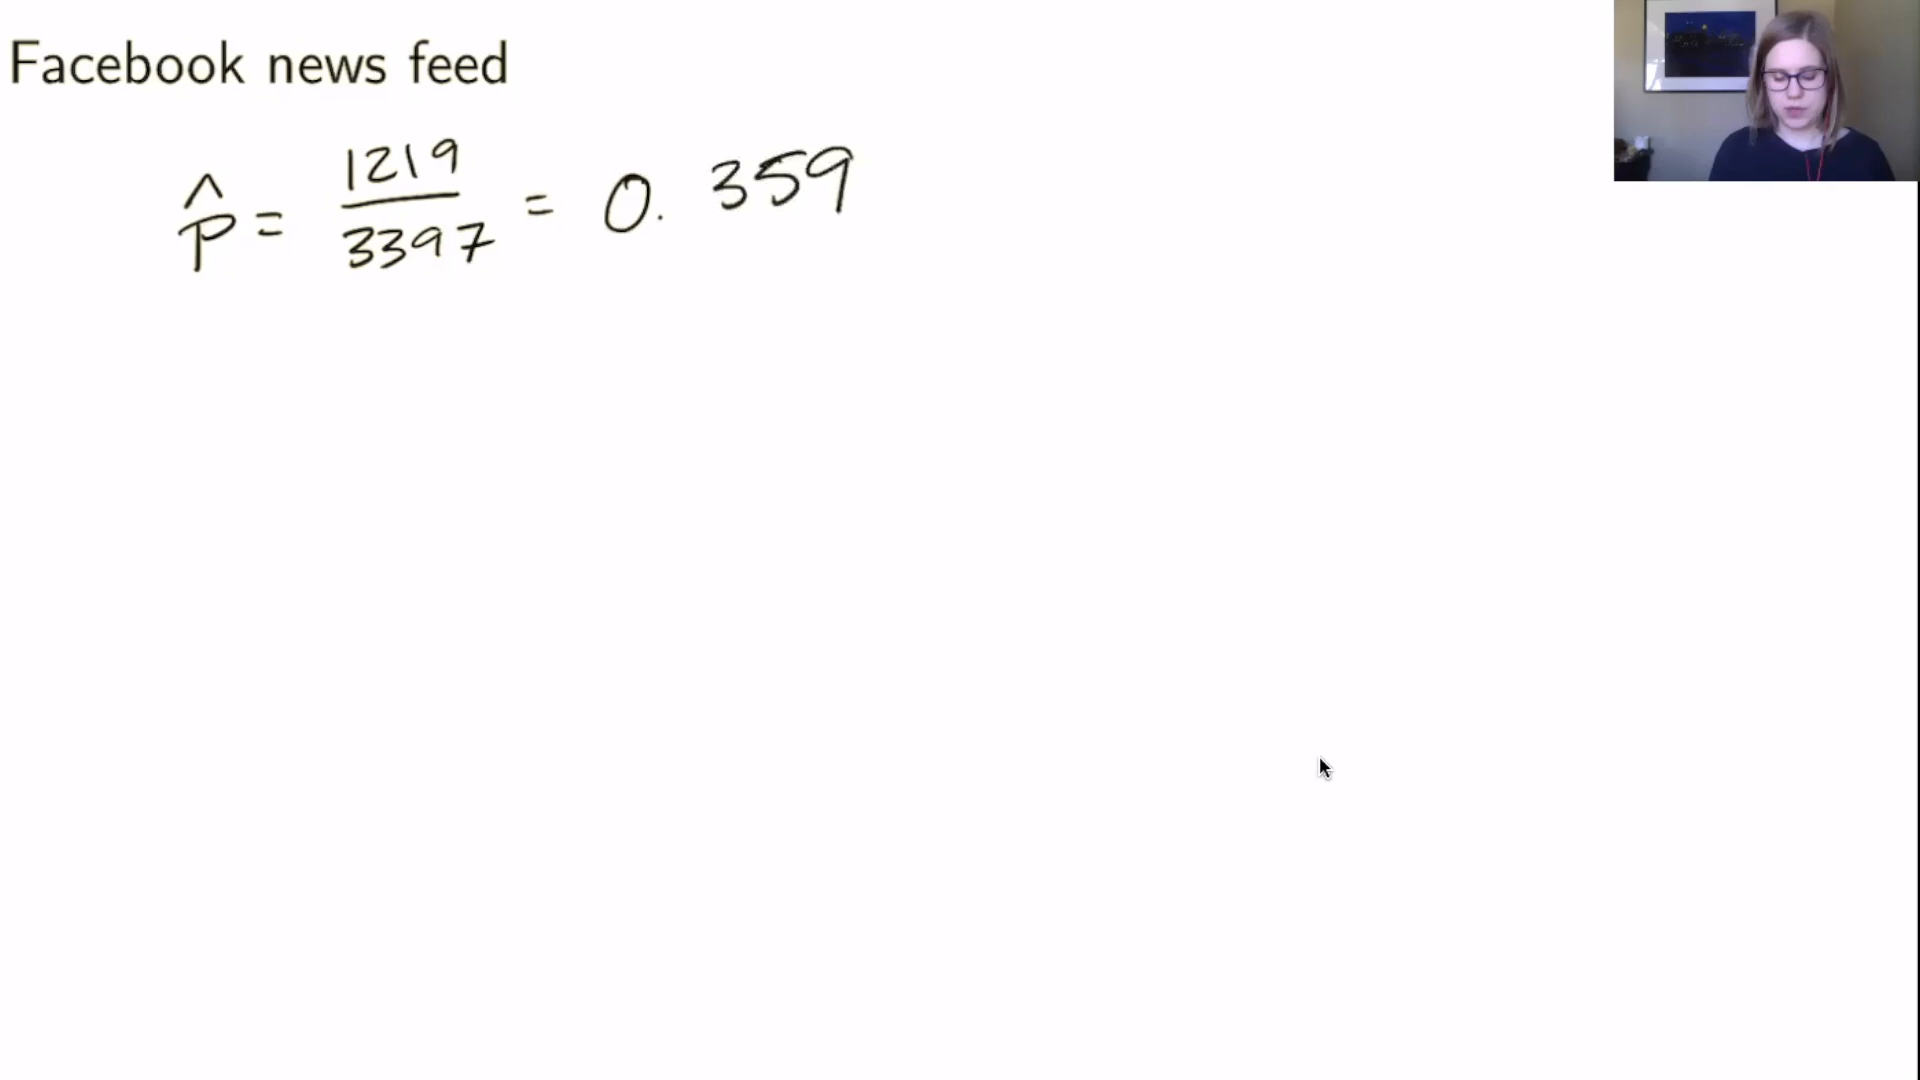 Facebook news feed
p̂ = 1219/3397 = 0.359